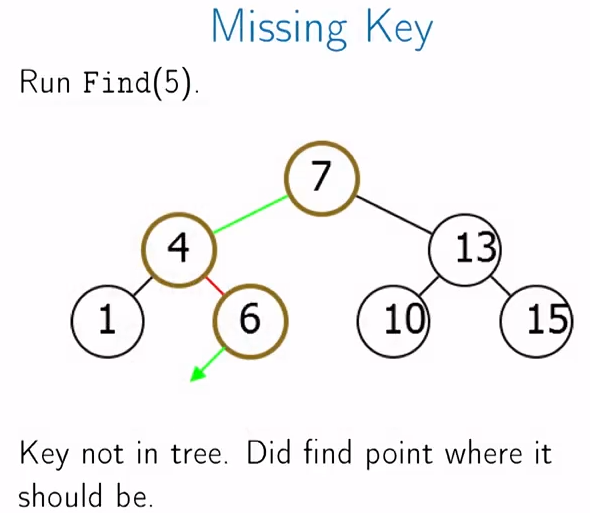 Missing Key
Run Find(5).
7
4
13
1
6
10
15
Key not in tree. Did find point where it
should be.